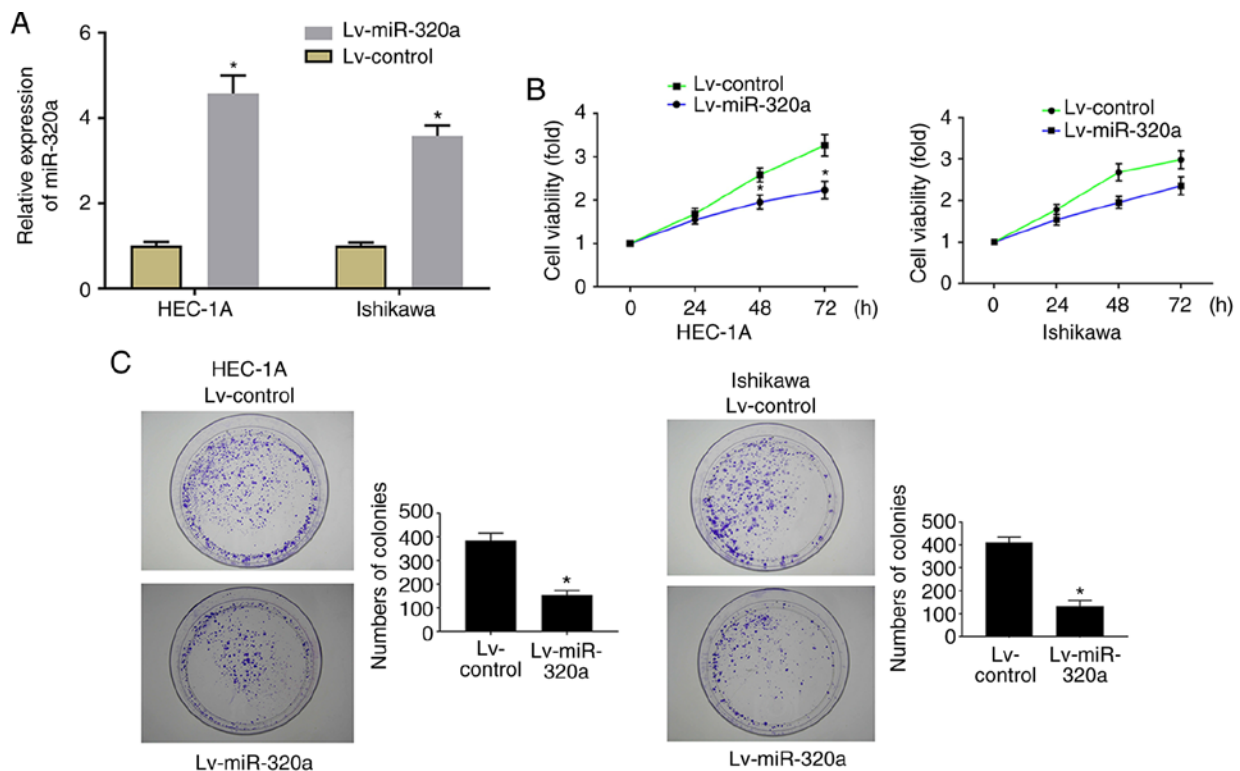 A
Relative expression
of miR-320a
6
4
2
0
Lv-miR-320a
Lv-control
*
*
HEC-1A
Ishikawa
B
Lv-control
Lv-miR-320a
Cell viability (fold)
4
3
2
1
0
*
*
0 24 48 72 (h)
HEC-1A
Lv-control
Lv-miR-320a
Cell viability (fold)
4
3
2
1
0
0 24 48 72 (h)
Ishikawa
C
HEC-1A
Lv-control
Lv-miR-320a
Numbers of colonies
500
400
300
200
100
0
*
Lv-
control
Lv-miR-
320a
Ishikawa
Lv-control
Lv-miR-320a
Numbers of colonies
500
400
300
200
100
0
*
Lv-
control
Lv-miR-
320a